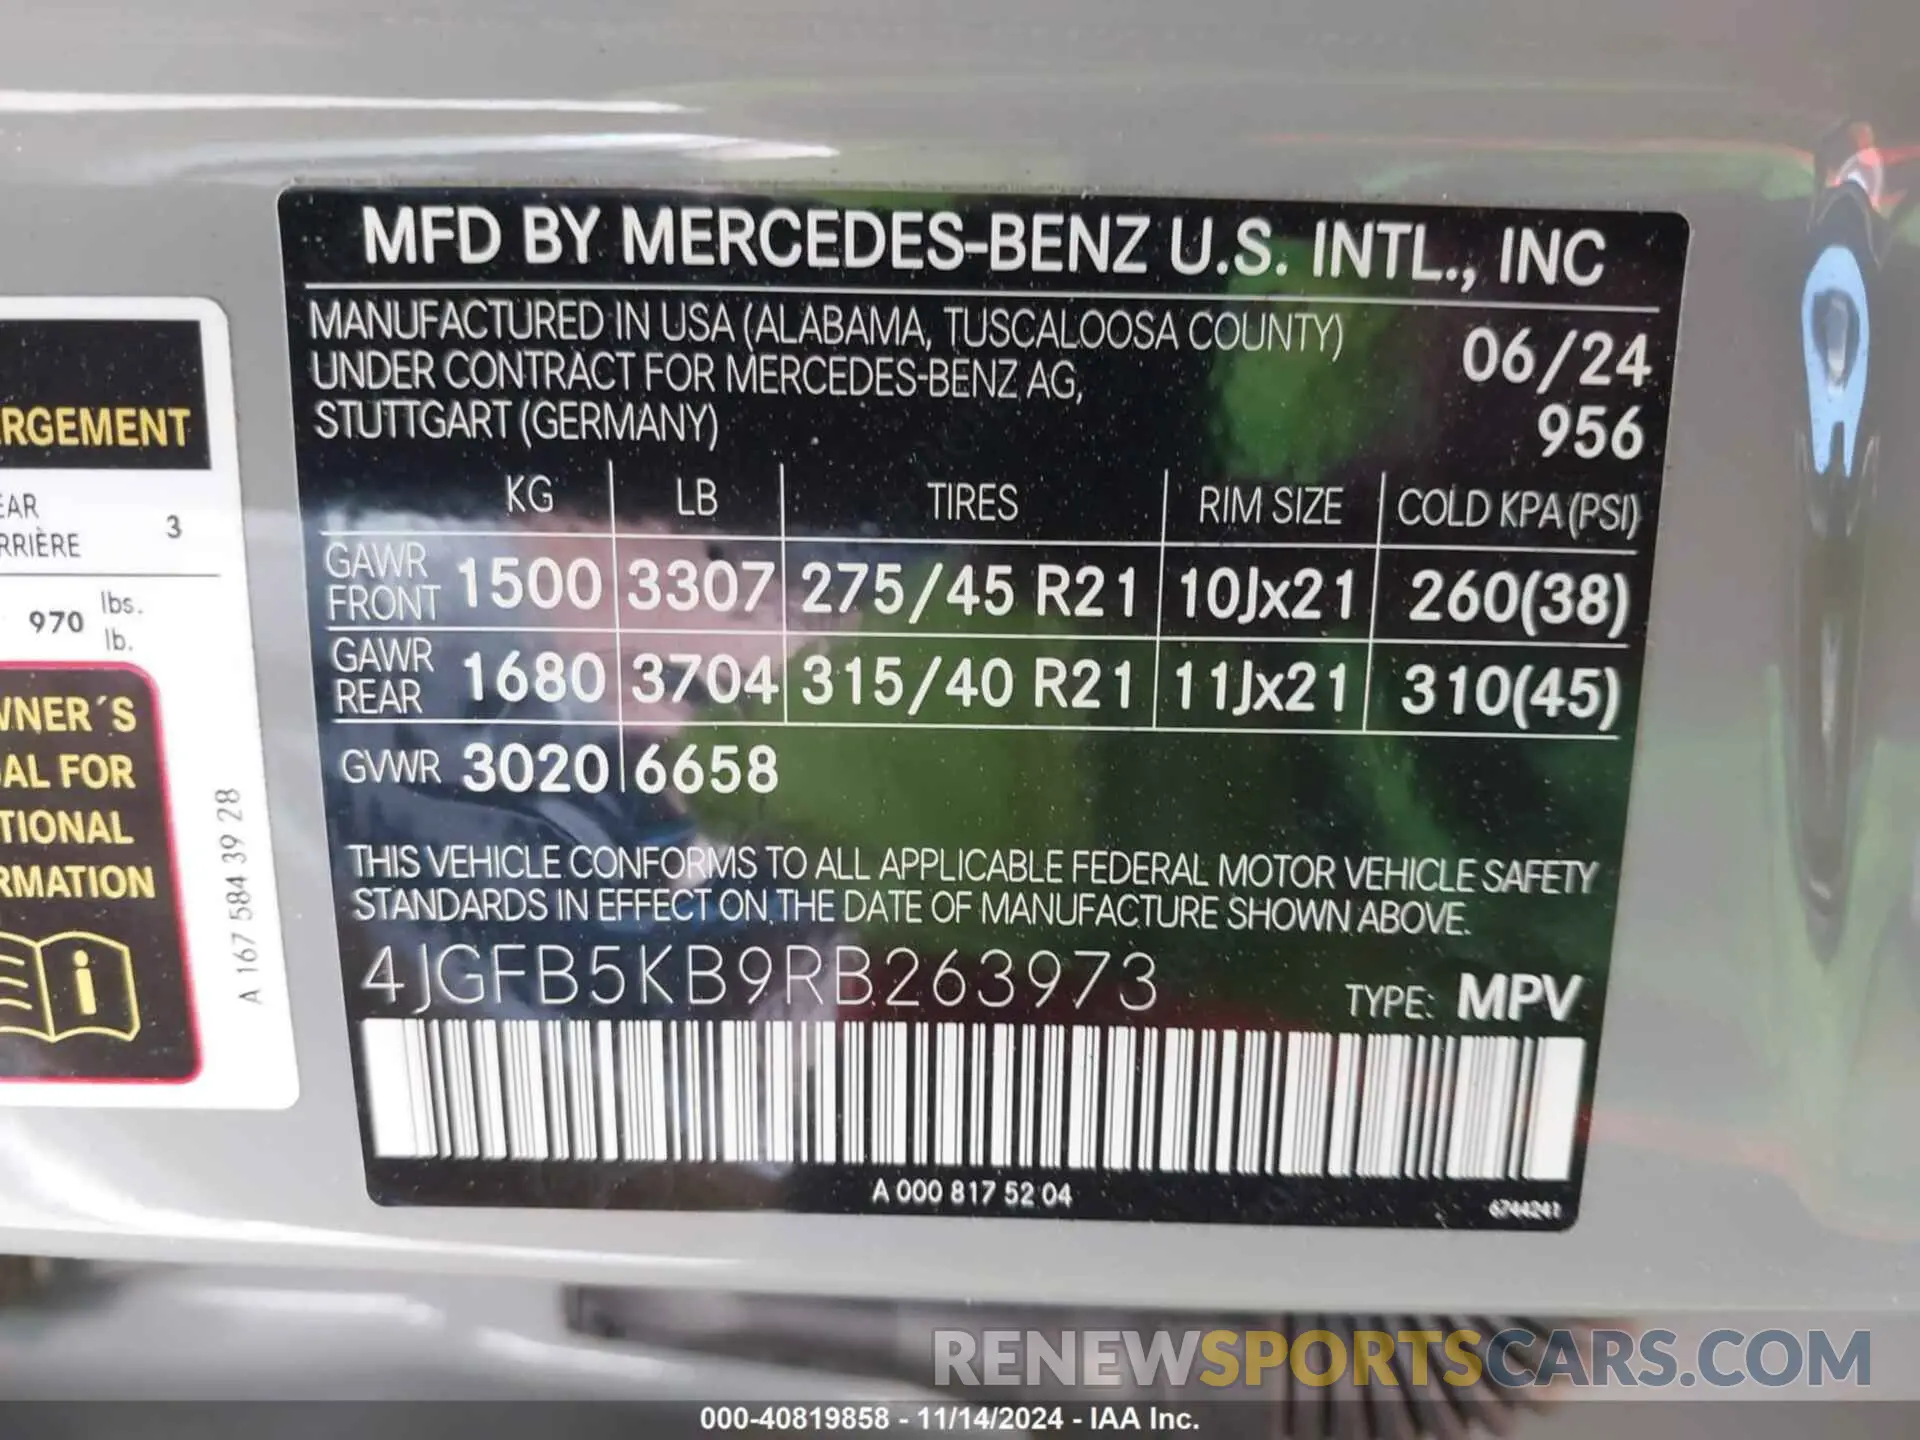 MFD BY MERCEDES-BENZ U.S. INTL., INC
MANUFACTURED IN USA (ALABAMA, TUSCALOOSA COUNTY)
UNDER CONTRACT FOR MERCEDES-BENZ AG,
STUTTGART (GERMANY)
06/24
956
KG LB TIRES RIM SIZE COLD KPA (PSI)
GAWR FRONT 1500 3307 275/45 R21 10Jx21 260(38)
GAWR REAR 1680 3704 315/40 R21 11Jx21 310(45)
GVWR 3020 6658
THIS VEHICLE CONFORMS TO ALL APPLICABLE FEDERAL MOTOR VEHICLE SAFETY
STANDARDS IN EFFECT ON THE DATE OF MANUFACTURE SHOWN ABOVE.
4JGFB5KB9RB263973
TYPE: MPV
A 000 817 52 04
6744241
RGEMENT
EAR
RRIÈRE
3
970 lbs.
lb.
WNER´S
AL FOR
TIONAL
RMATION
A 167 584 39 28
RENEWSPORTSCARS.COM
000-40819858 - 11/14/2024 - IAA Inc.